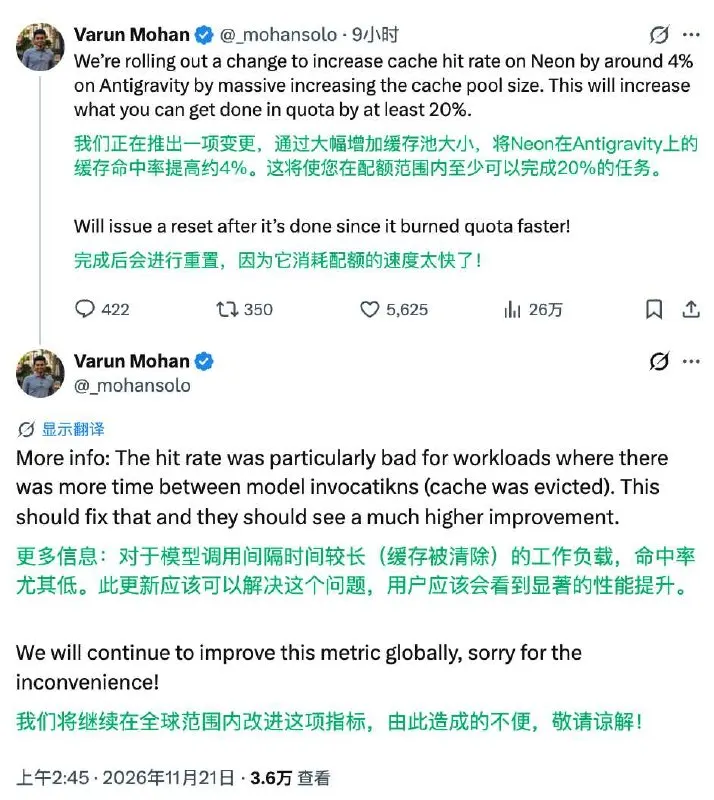 Varun Mohan @_mohansolo · 9小时
We’re rolling out a change to increase cache hit rate on Neon by around 4%
on Antigravity by massive increasing the cache pool size. This will increase
what you can get done in quota by at least 20%.
我们正在推出一项变更，通过大幅增加缓存池大小，将Neon在Antigravity上的
缓存命中率提高约4%。这将使您在配额范围内至少可以完成20%的任务。
Will issue a reset after it’s done since it burned quota faster!
完成后会进行重置，因为它消耗配额的速度太快了！
422 350 5,625 26万
Varun Mohan
@_mohansolo
显示翻译
More info: The hit rate was particularly bad for workloads where there
was more time between model invocatikns (cache was evicted). This
should fix that and they should see a much higher improvement.
更多信息：对于模型调用间隔时间较长（缓存被清除）的工作负载，命中率
尤其低。此更新应该可以解决这个问题，用户应该会看到显著的性能提升。
We will continue to improve this metric globally, sorry for the
inconvenience!
我们将继续在全球范围内改进这项指标，由此造成的不便，敬请谅解！
上午2:45 · 2026年11月21日 · 3.6万 查看